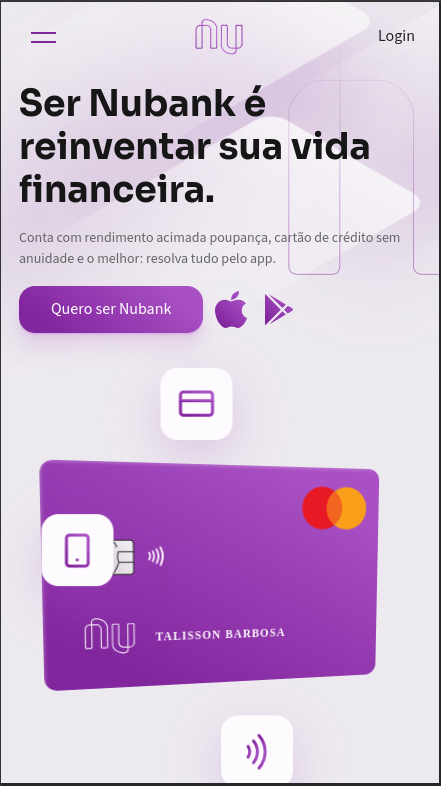 nu
Login
Ser Nubank é
reinventar sua vida
financeira.
Conta com rendimento acimada poupança, cartão de crédito sem
anuidade e o melhor: resolva tudo pelo app.
Quero ser Nubank
nu
TALISSON BARBOSA